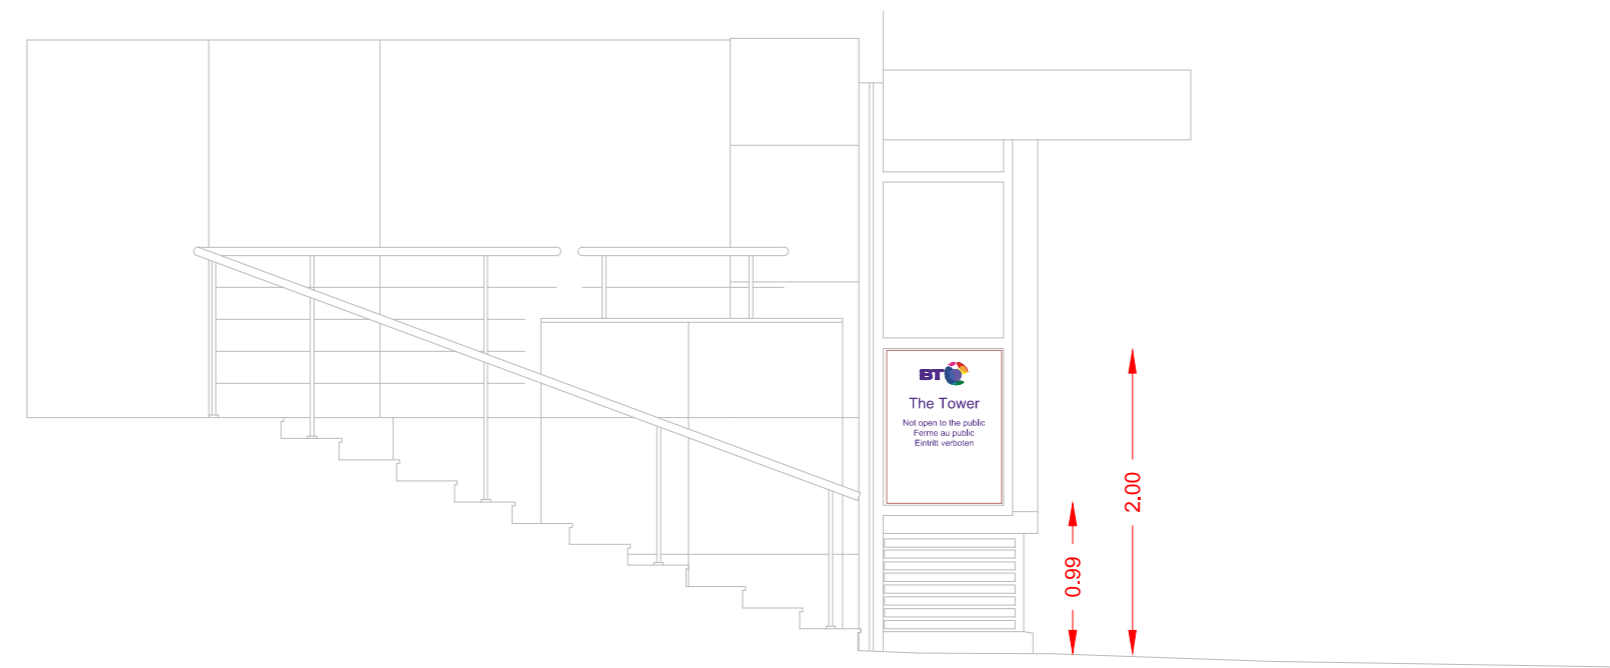 BT
The Tower
Not open to the public
Ferme au public
Eintritt verboten
2.00
0.99